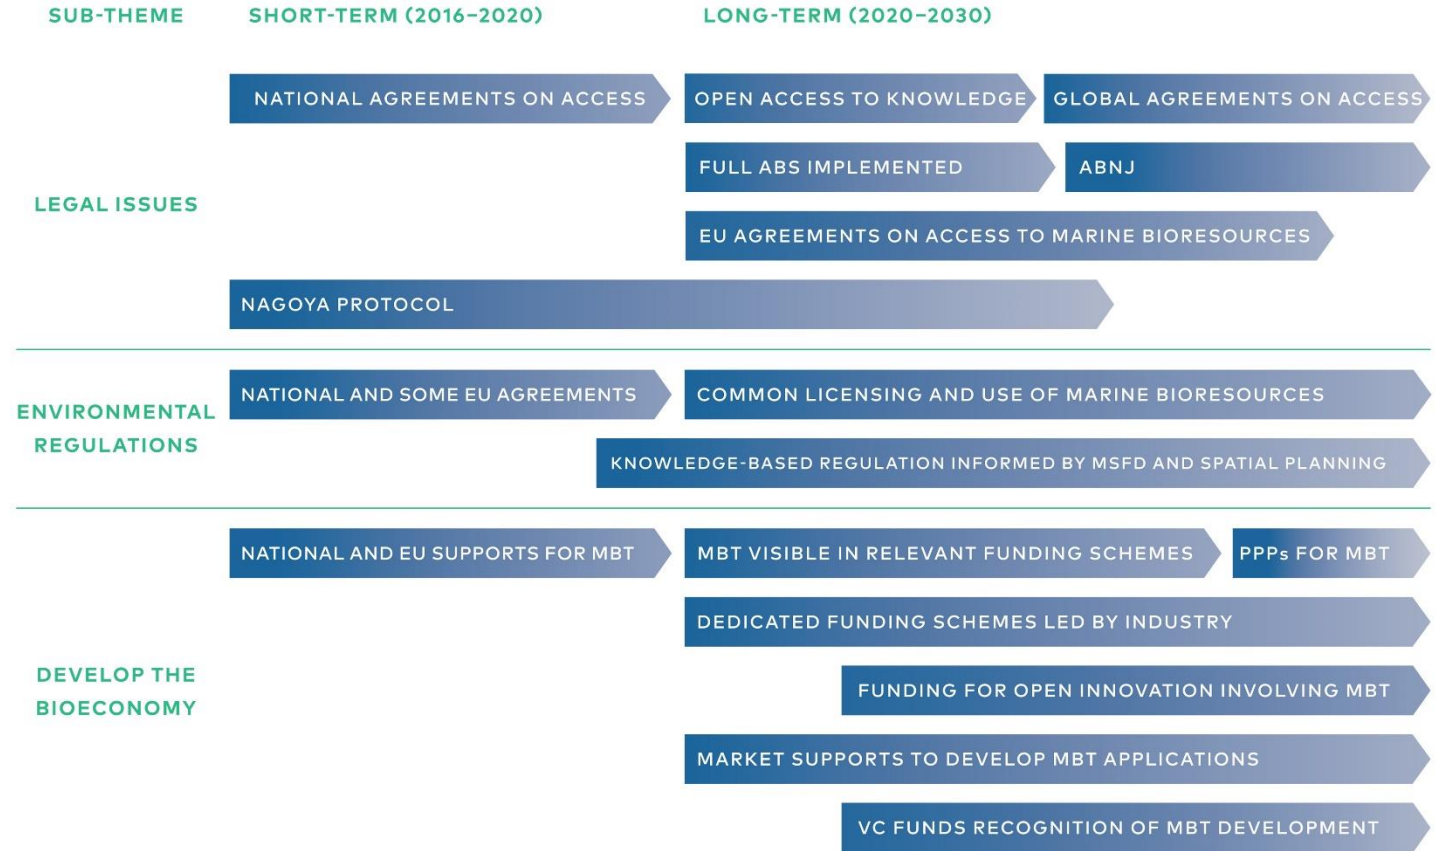 SUB-THEME SHORT-TERM (2016–2020) LONG-TERM (2020–2030)
NATIONAL AGREEMENTS ON ACCESS OPEN ACCESS TO KNOWLEDGE GLOBAL AGREEMENTS ON ACCESS
FULL ABS IMPLEMENTED ABNJ
LEGAL ISSUES
EU AGREEMENTS ON ACCESS TO MARINE BIORESOURCES
NAGOYA PROTOCOL
NATIONAL AND SOME EU AGREEMENTS COMMON LICENSING AND USE OF MARINE BIORESOURCES
ENVIRONMENTAL
REGULATIONS
KNOWLEDGE-BASED REGULATION INFORMED BY MSFD AND SPATIAL PLANNING
NATIONAL AND EU SUPPORTS FOR MBT MBT VISIBLE IN RELEVANT FUNDING SCHEMES PPPs FOR MBT
DEDICATED FUNDING SCHEMES LED BY INDUSTRY
DEVELOP THE
BIOECONOMY
FUNDING FOR OPEN INNOVATION INVOLVING MBT
MARKET SUPPORTS TO DEVELOP MBT APPLICATIONS
VC FUNDS RECOGNITION OF MBT DEVELOPMENT